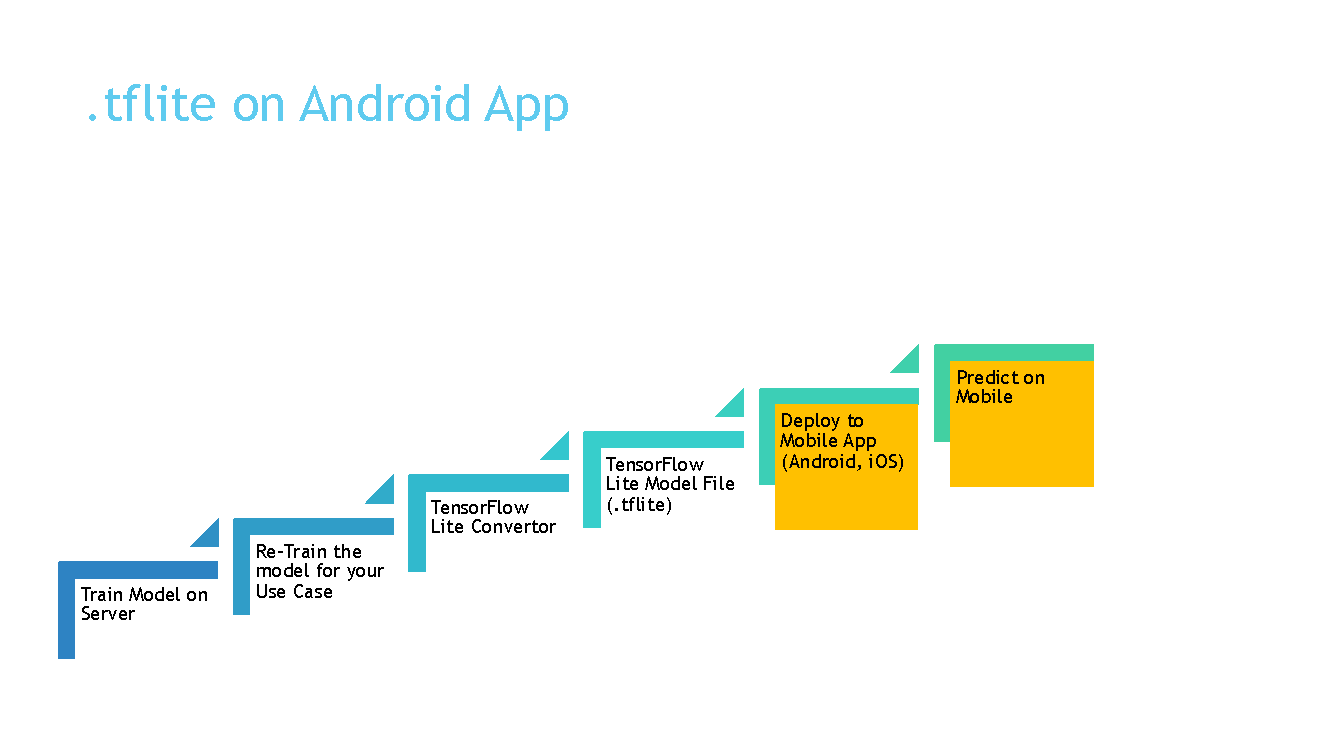 .tflite on Android App
Train Model on
Server
Re-Train the
model for your
Use Case
TensorFlow
Lite Convertor
TensorFlow
Lite Model File
(.tflite)
Deploy to
Mobile App
(Android, iOS)
Predict on
Mobile